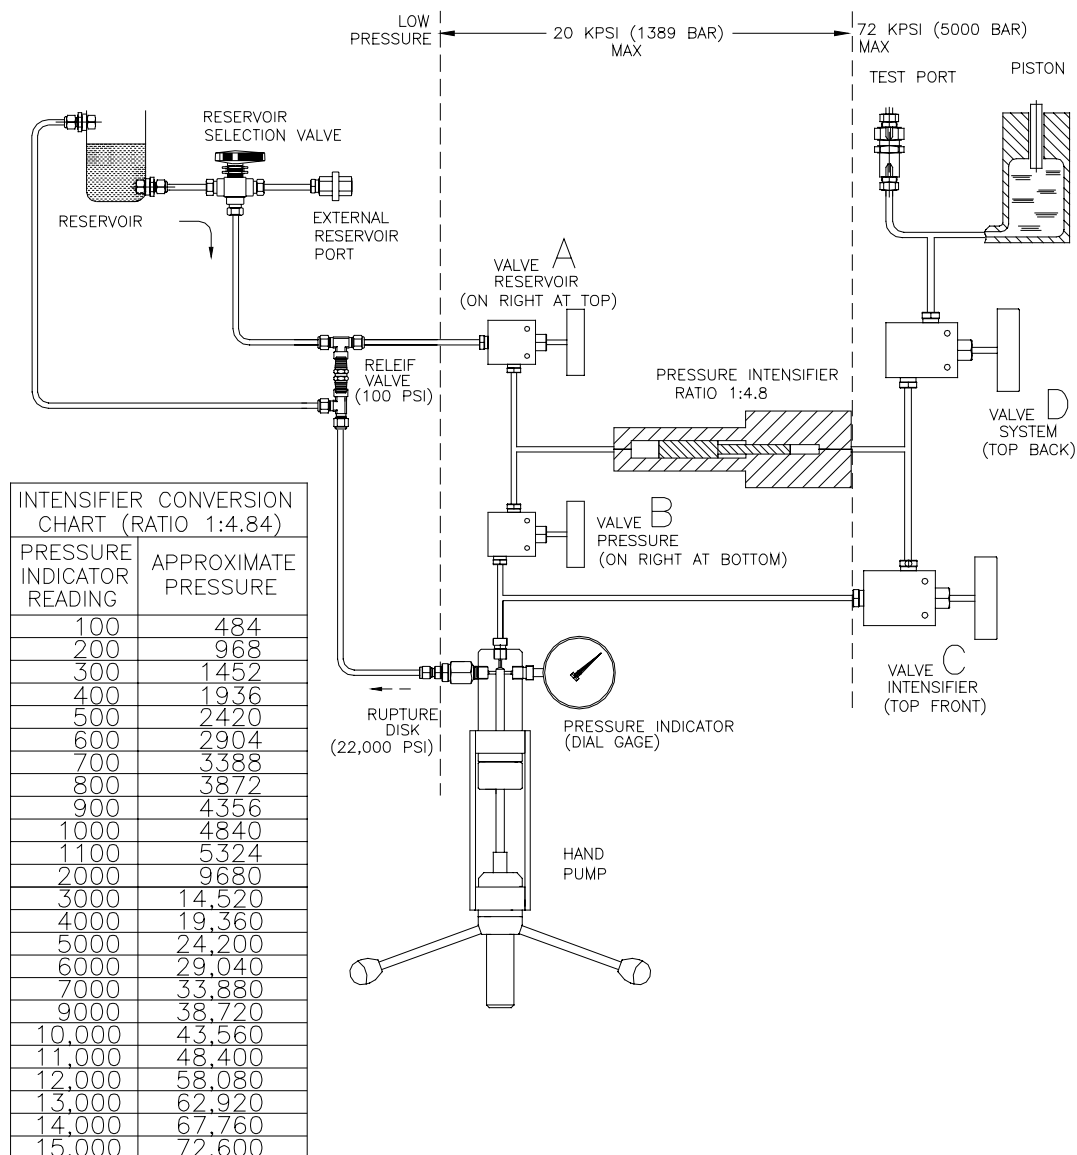 LOW
PRESSURE
20 KPSI (1389 BAR)
MAX
72 KPSI (5000 BAR)
MAX
TEST PORT
PISTON
RESERVOIR
SELECTION VALVE
RESERVOIR
EXTERNAL
RESERVOIR
PORT
VALVE A
RESERVOIR
(ON RIGHT AT TOP)
RELEIF
VALVE
(100 PSI)
PRESSURE INTENSIFIER
RATIO 1:4.8
VALVE D
SYSTEM
(TOP BACK)
VALVE B
PRESSURE
(ON RIGHT AT BOTTOM)
VALVE C
INTENSIFIER
(TOP FRONT)
RUPTURE
DISK
(22,000 PSI)
PRESSURE INDICATOR
(DIAL GAGE)
HAND
PUMP
INTENSIFIER CONVERSION
CHART (RATIO 1:4.84)
PRESSURE
INDICATOR
READING
APPROXIMATE
PRESSURE
100 484
200 968
300 1452
400 1936
500 2420
600 2904
700 3388
800 3872
900 4356
1000 4840
1100 5324
2000 9680
3000 14,520
4000 19,360
5000 24,200
6000 29,040
7000 33,880
9000 38,720
10,000 43,560
11,000 48,400
12,000 58,080
13,000 62,920
14,000 67,760
15,000 72,600